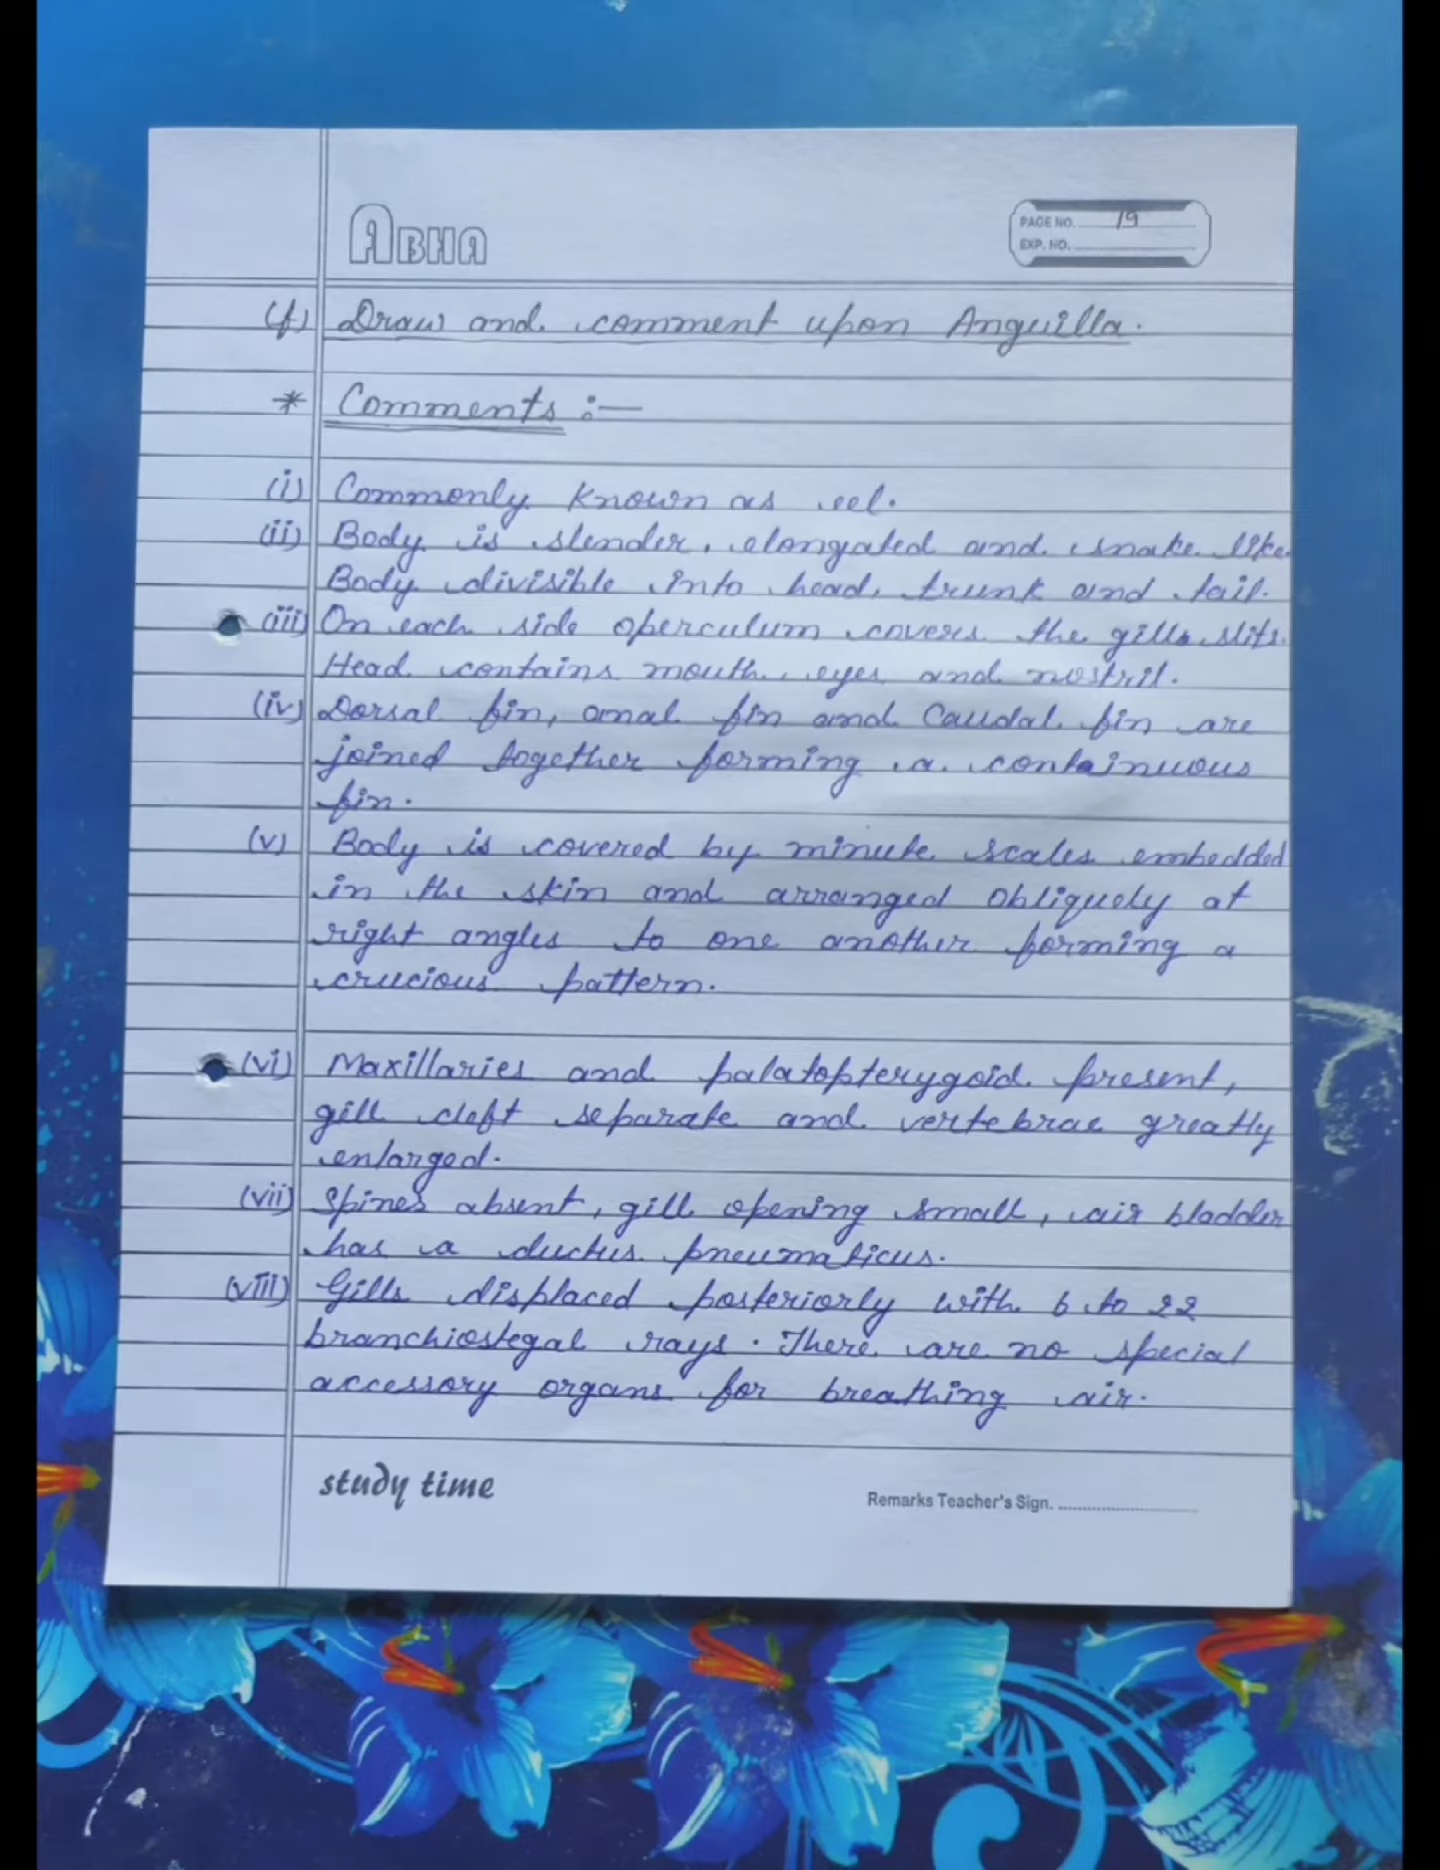 ABHA
PAGE NO. 19
EXP. NO.
(f) Draw and comment upon Anguilla.
* Comments :—
(i) Commonly known as eel.
(ii) Body is slender, elongated and snake like.
Body divisible into head, trunk and tail.
(iii) On each side operculum covers the gills slits.
Head contains mouth, eyes and nostril.
(iv) Dorsal fin, anal fin and Caudal fin are
joined together forming a containuous
fin.
(v) Body is covered by minute scales embedded
in the skin and arranged obliquely at
right angles to one another forming a
crucious pattern.
(vi) Maxillaries and palatopterygoid present,
gill cleft separate and vertebrae greatly
enlarged.
(vii) Spines absent, gill opening small, air bladder
has a ductus pneumaticus.
(viii) Gills displaced posteriorly with 6 to 22
branchiostegal rays. There are no special
accessory organs for breathing air.
study time
Remarks Teacher's Sign.